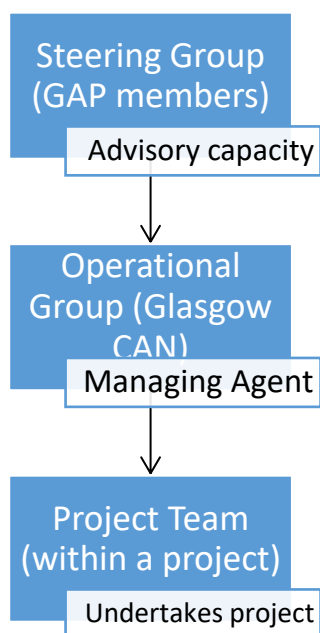 Steering Group
(GAP members)
Advisory capacity
Operational
Group (Glasgow
CAN)
Managing Agent
Project Team
(within a project)
Undertakes project